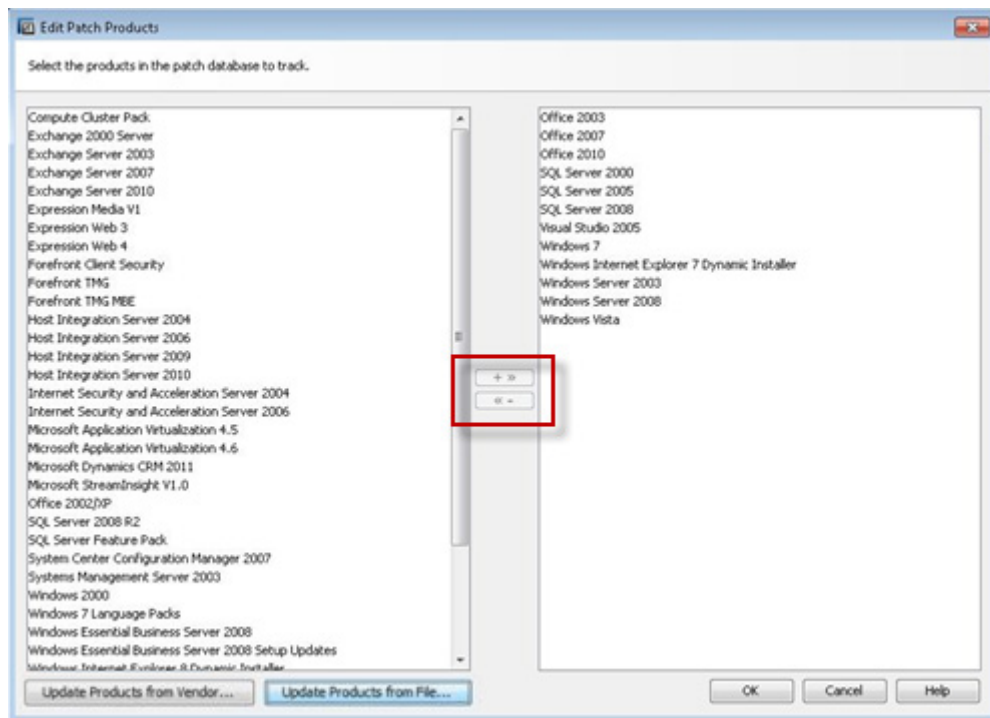 Edit Patch Products
Select the products in the patch database to track.
Compute Cluster Pack
Exchange 2000 Server
Exchange Server 2003
Exchange Server 2007
Exchange Server 2010
Expression Media V1
Expression Web 3
Expression Web 4
Forefront Client Security
Forefront TMG
Forefront TMG MBE
Host Integration Server 2004
Host Integration Server 2006
Host Integration Server 2009
Host Integration Server 2010
Internet Security and Acceleration Server 2004
Internet Security and Acceleration Server 2006
Microsoft Application Virtualization 4.5
Microsoft Application Virtualization 4.6
Microsoft Dynamics CRM 2011
Microsoft StreamInsight V1.0
Office 2002/XP
SQL Server 2008 R2
SQL Server Feature Pack
System Center Configuration Manager 2007
Systems Management Server 2003
Windows 2000
Windows 7 Language Packs
Windows Essential Business Server 2008
Windows Essential Business Server 2008 Setup Updates
Windows Internet Explorer 8 Dynamic Installer
+ »
« -
Office 2003
Office 2007
Office 2010
SQL Server 2000
SQL Server 2005
SQL Server 2008
Visual Studio 2005
Windows 7
Windows Internet Explorer 7 Dynamic Installer
Windows Server 2003
Windows Server 2008
Windows Vista
Update Products from Vendor...
Update Products from File...
OK
Cancel
Help